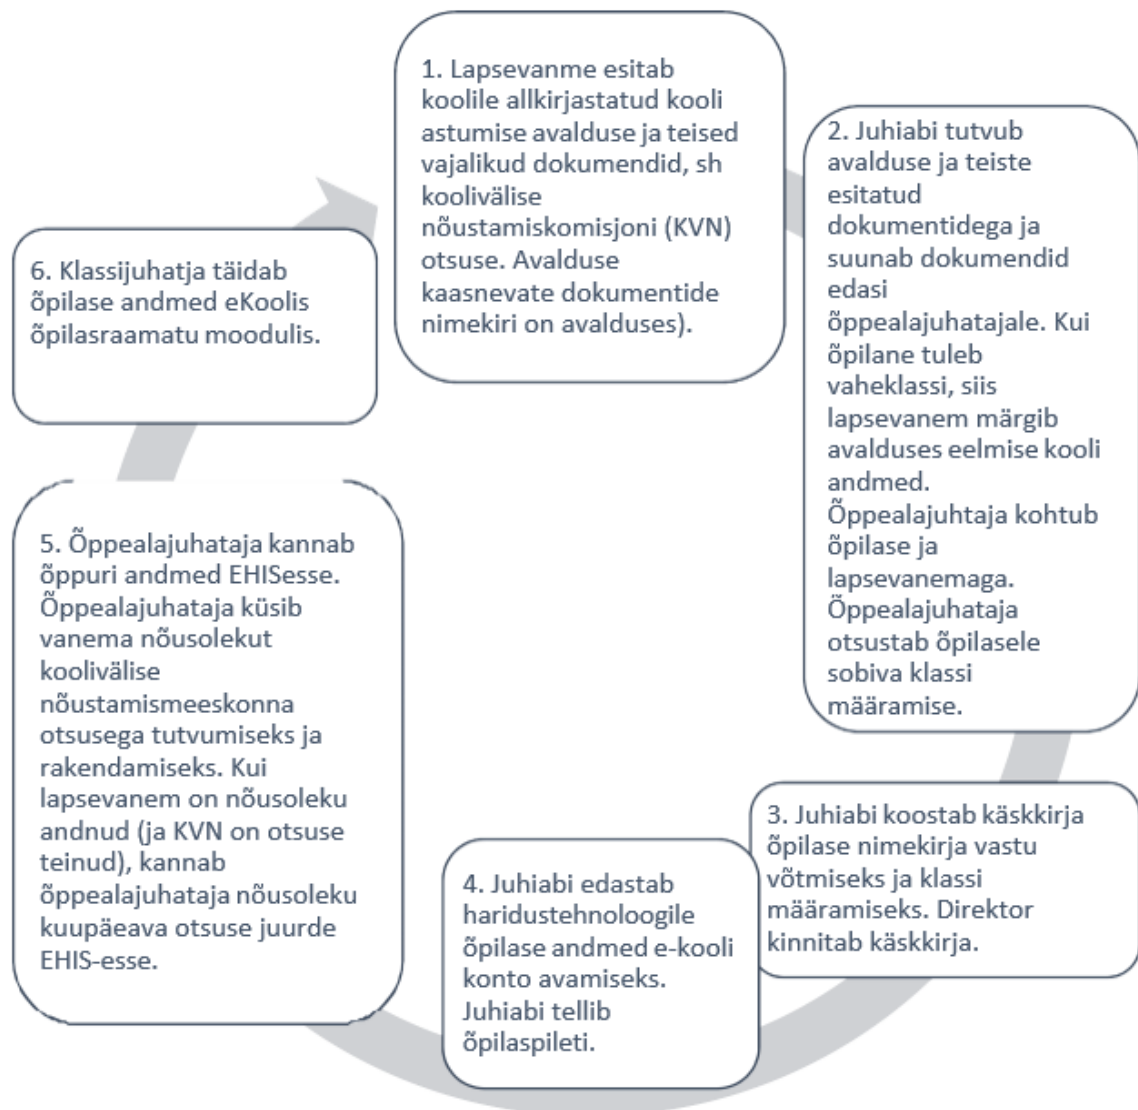 1. Lapsevanme esitab
koolile allkirjastatud kooli
astumise avalduse ja teised
vajalikud dokumendid, sh
koolivälise
nõustamiskomisjoni (KVN)
otsuse. Avalduse
kaasnevate dokumentide
nimekiri on avalduses).
2. Juhiabi tutvub
avalduse ja teiste
esitatud
dokumentidega ja
suunab dokumendid
edasi
õppealajuhatajale. Kui
õpilane tuleb
vaheklassi, siis
lapsevanem märgib
avalduses eelmise kooli
andmed.
Õppealajuhtaja kohtub
õpilase ja
lapsevanemaga.
Õppealajuhataja
otsustab õpilasele
sobiva klassi
määramise.
3. Juhiabi koostab käskkirja
õpilase nimekirja vastu
võtmiseks ja klassi
määramiseks. Direktor
kinnitab käskkirja.
4. Juhiabi edastab
haridustehnoloogile
õpilase andmed e-kooli
konto avamiseks.
Juhiabi tellib
õpilaspileti.
5. Õppealajuhataja kannab
õppuri andmed EHISesse.
Õppealajuhataja küsib
vanema nõusolekut
koolivälise
nõustamismeeskonna
otsusega tutvumiseks ja
rakendamiseks. Kui
lapsevanem on nõusoleku
andnud (ja KVN on otsuse
teinud), kannab
õppealajuhataja nõusoleku
kuupäeava otsuse juurde
EHIS-esse.
6. Klassijuhatja täidab
õpilase andmed eKoolis
õpilasraamatu moodulis.